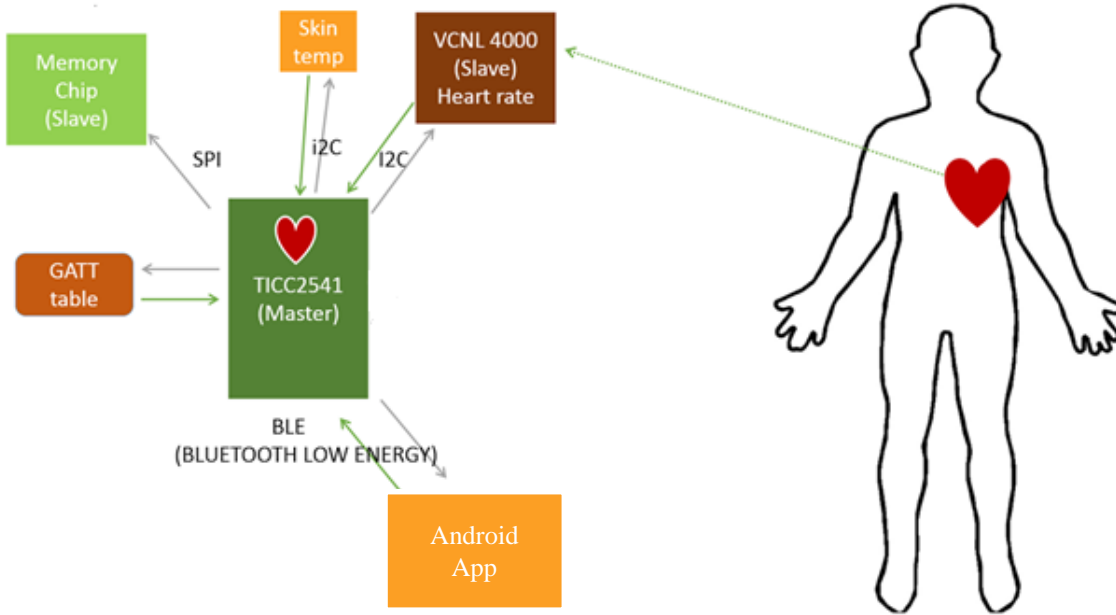 Skin
temp
VCNL 4000
(Slave)
Heart rate
Memory
Chip
(Slave)
SPI
i2C
I2C
GATT
table
TICC2541
(Master)
BLE
(BLUETOOTH LOW ENERGY)
Android
App